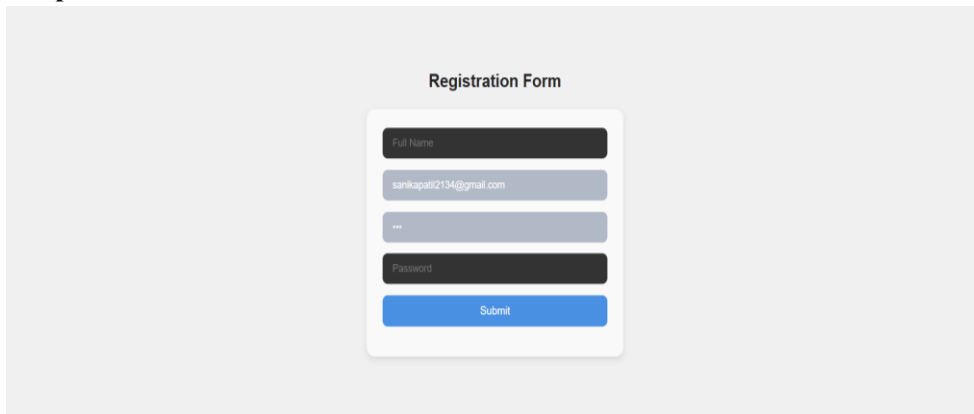 Registration Form
Full Name
sanikapatil2134@gmail.com
•••
Password
Submit